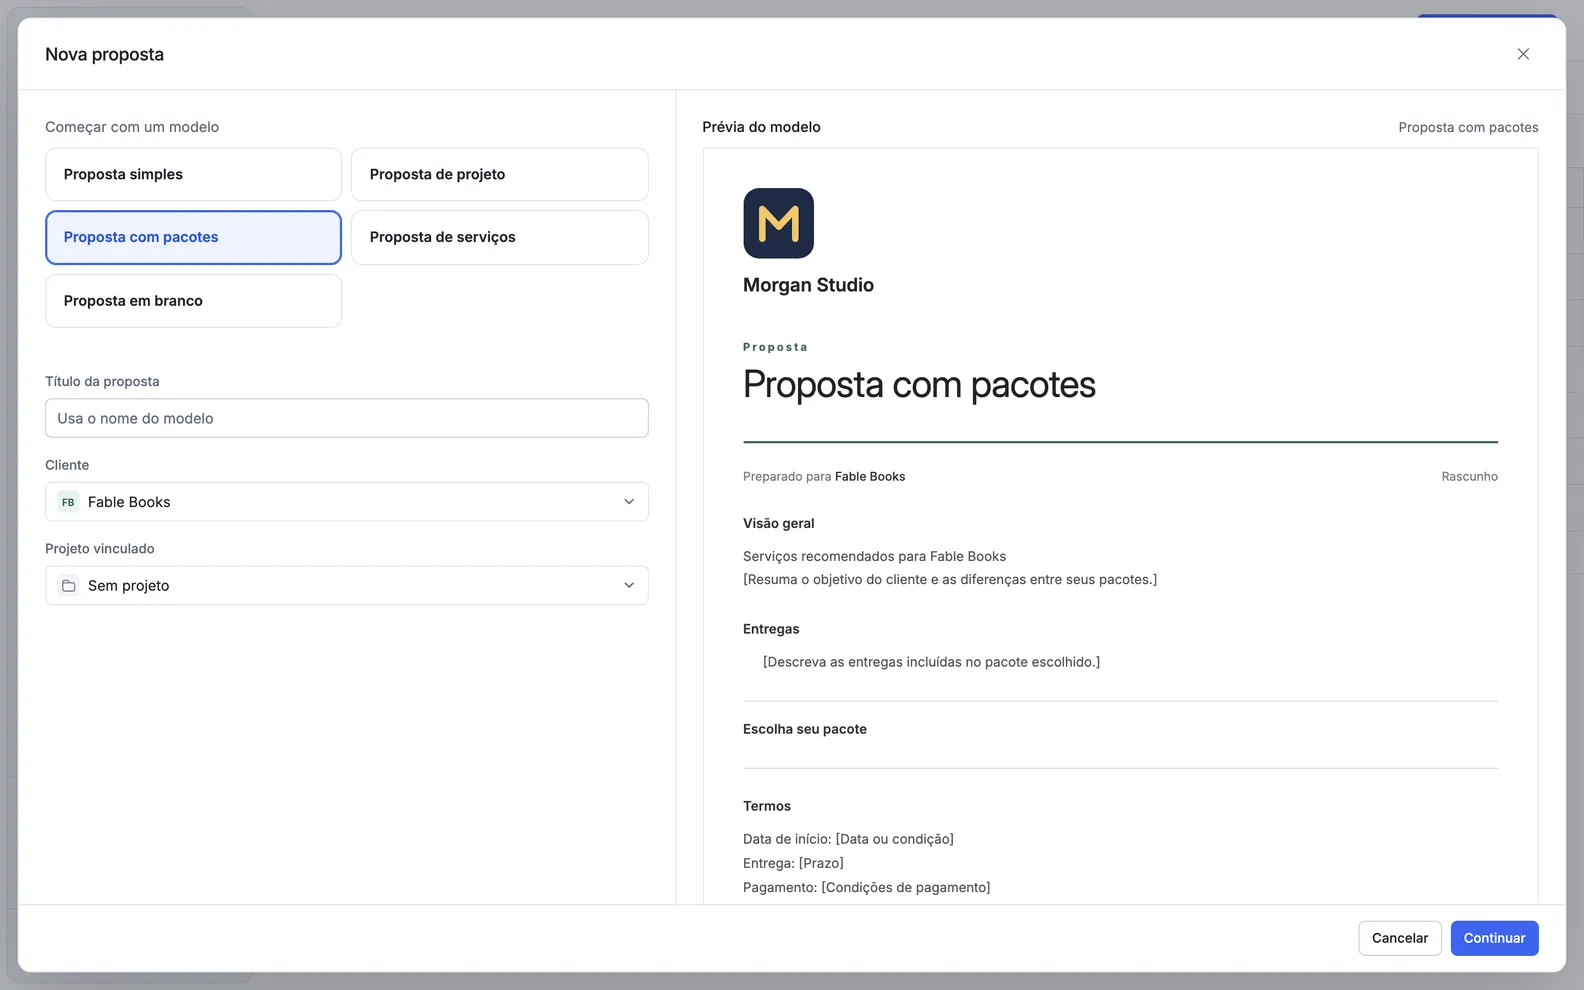 Nova proposta
Começar com um modelo
Proposta simples
Proposta de projeto
Proposta com pacotes
Proposta de serviços
Proposta em branco
Título da proposta
Usa o nome do modelo
Cliente
FB Fable Books
Projeto vinculado
Sem projeto
Prévia do modelo
Proposta com pacotes
M
Morgan Studio
Proposta
Proposta com pacotes
Preparado para Fable Books
Rascunho
Visão geral
Serviços recomendados para Fable Books
[Resuma o objetivo do cliente e as diferenças entre seus pacotes.]
Entregas
[Descreva as entregas incluídas no pacote escolhido.]
Escolha seu pacote
Termos
Data de início: [Data ou condição]
Entrega: [Prazo]
Pagamento: [Condições de pagamento]
Cancelar
Continuar